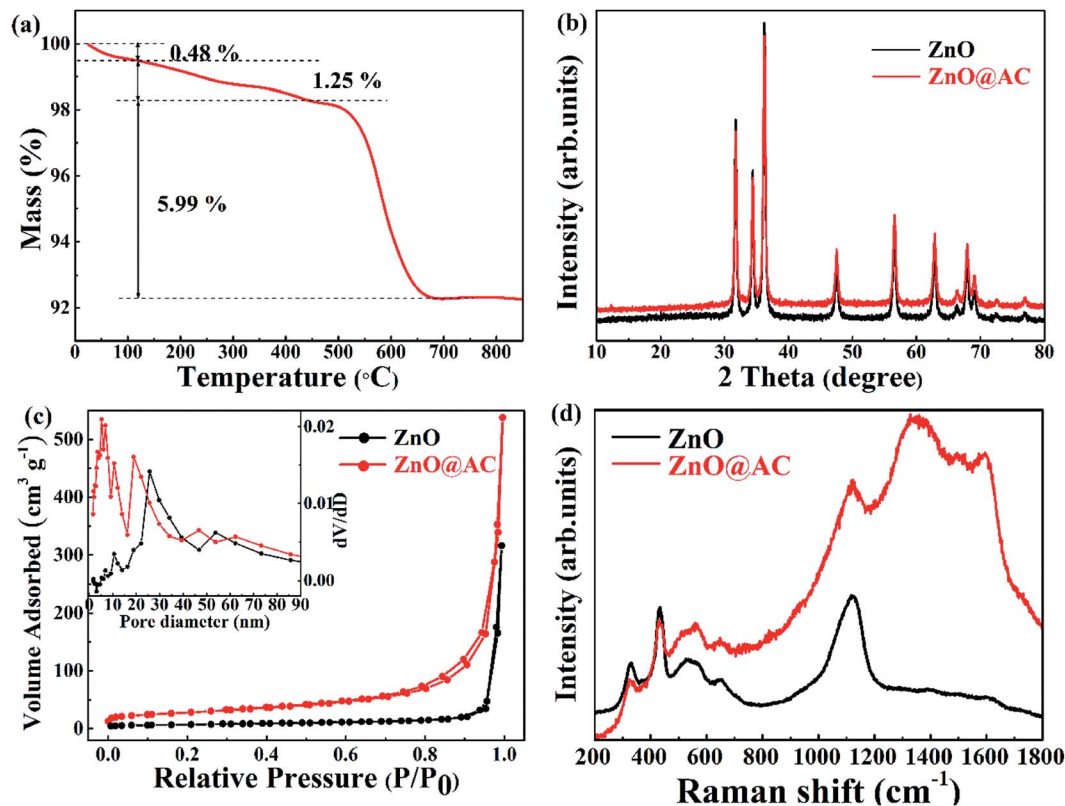 (a)
100
98
96
94
92
91
Mass (%)
0.48 %
1.25 %
5.99 %
0 100 200 300 400 500 600 700 800
Temperature (°C)
(b)
Intensity (arb.units)
ZnO
ZnO@AC
10 20 30 40 50 60 70 80
2 Theta (degree)
(c)
Volume Adsorbed (cm³ g⁻¹)
500
400
300
200
100
0
ZnO
ZnO@AC
0.02
0.01
0.00
dV/dD
0 10 20 30 40 50 60 70 80 90
Pore diameter (nm)
0.0 0.2 0.4 0.6 0.8 1.0
Relative Pressure (P/P₀)
(d)
Intensity (arb.units)
ZnO
ZnO@AC
200 400 600 800 1000 1200 1400 1600 1800
Raman shift (cm⁻¹)